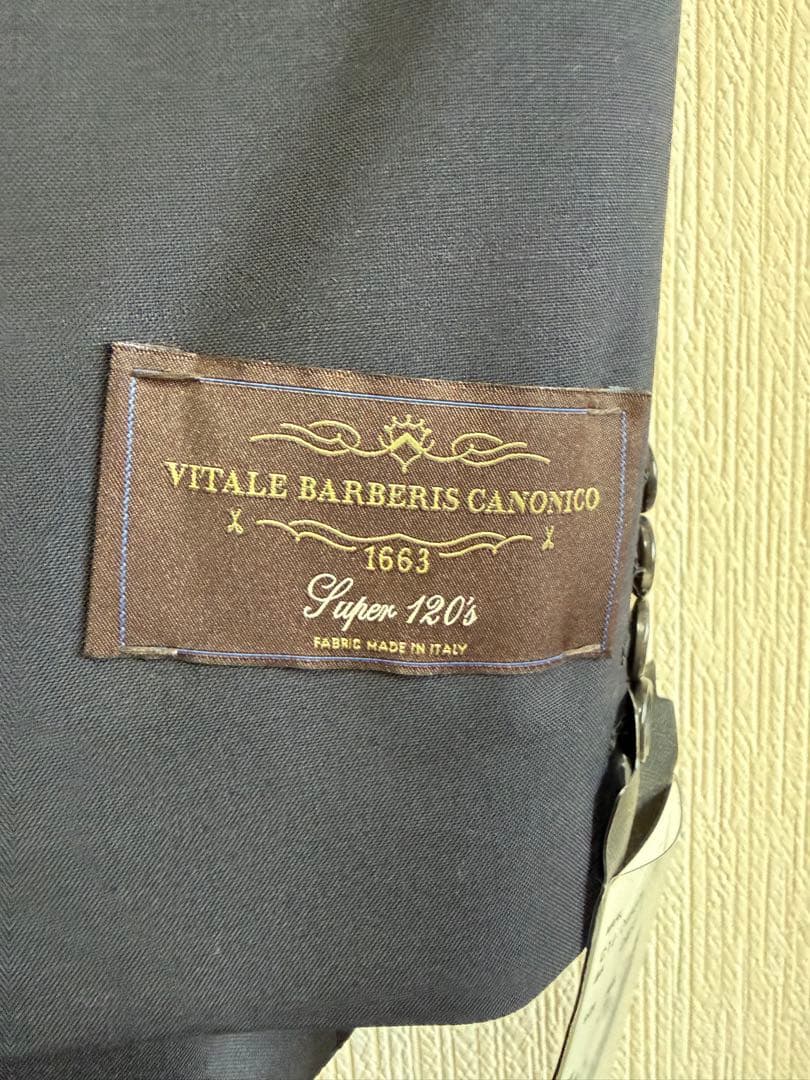 VITALE BARBERIS CANONICO
1663
Super 120's
FABRIC MADE IN ITALY